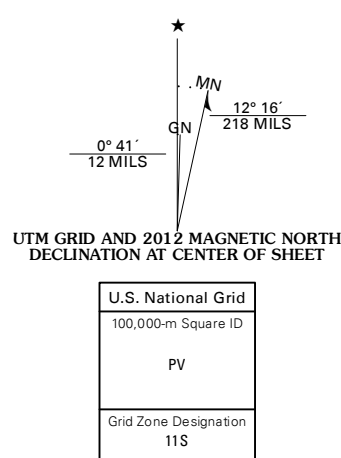 ★
MN
GN
12° 16´
218 MILS
0° 41´
12 MILS
UTM GRID AND 2012 MAGNETIC NORTH
DECLINATION AT CENTER OF SHEET
U.S. National Grid
100,000-m Square ID
PV
Grid Zone Designation
11S